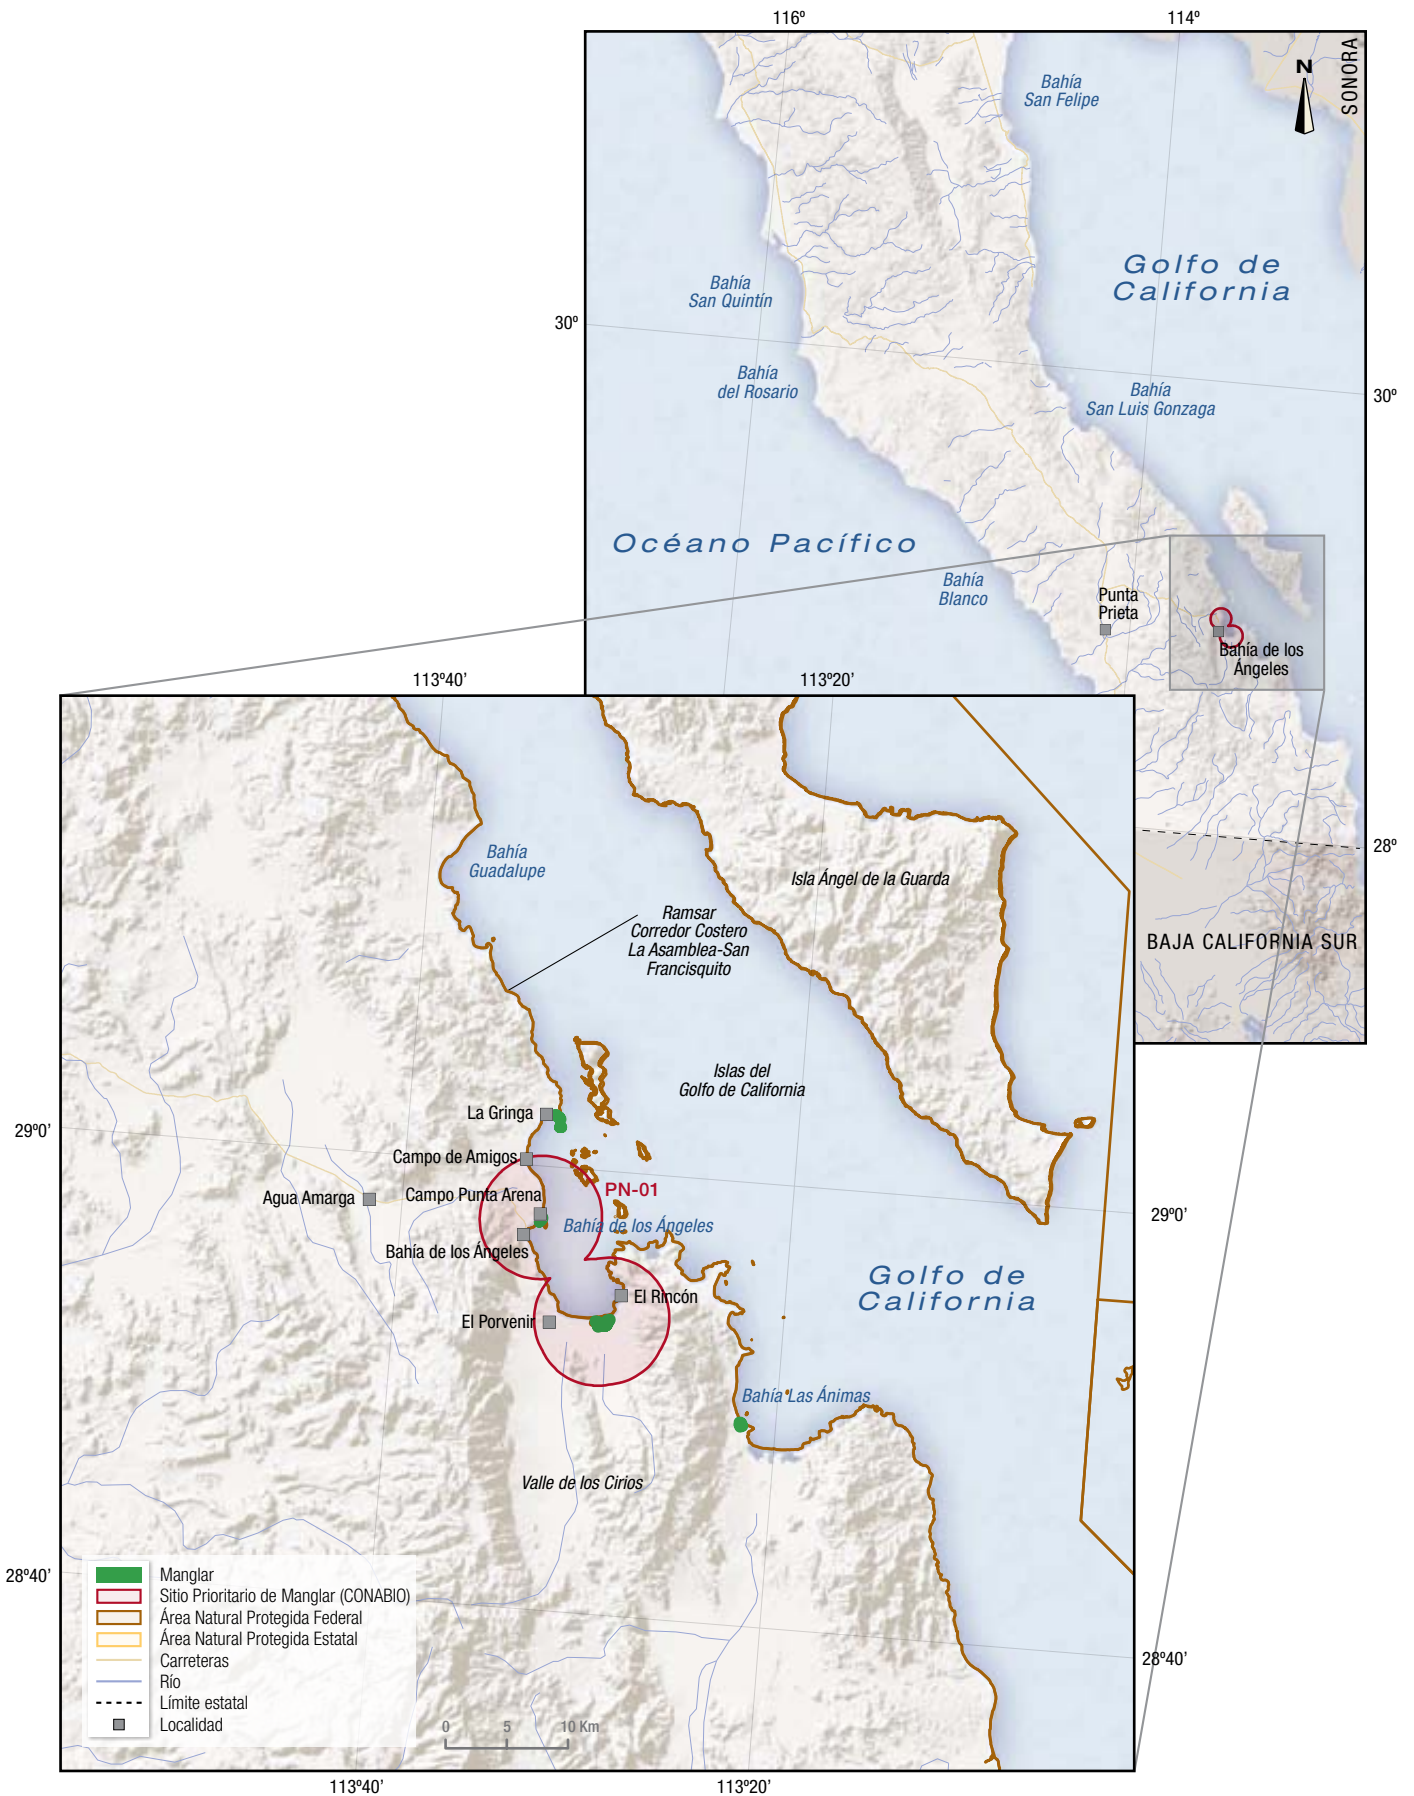 116º
114º
SONORA
N
Bahía
San Felipe
Golfo de
California
Bahía
San Quintín
30º
Bahía
del Rosario
Bahía
San Luis Gonzaga
30º
Océano Pacífico
Bahía
Blanco
Punta
Prieta
Bahía de los
Ángeles
113º40’
113º20’
28º
Bahía
Guadalupe
Isla Ángel de la Guarda
Ramsar
Corredor Costero
La Asamblea-San
Francisquito
BAJA CALIFORNIA SUR
Islas del
Golfo de California
La Gringa
29º0’
Campo de Amigos
PN-01
Agua Amarga
Campo Punta Arena
Bahía de los Ángeles
29º0’
Bahía de los Ángeles
Golfo de
California
El Rincón
El Porvenir
Bahía Las Ánimas
Valle de los Cirios
28º40’
Manglar
Sitio Prioritario de Manglar (CONABIO)
Área Natural Protegida Federal
Área Natural Protegida Estatal
Carreteras
Río
Límite estatal
Localidad
28º40’
0 5 10 Km
113º40’
113º20’